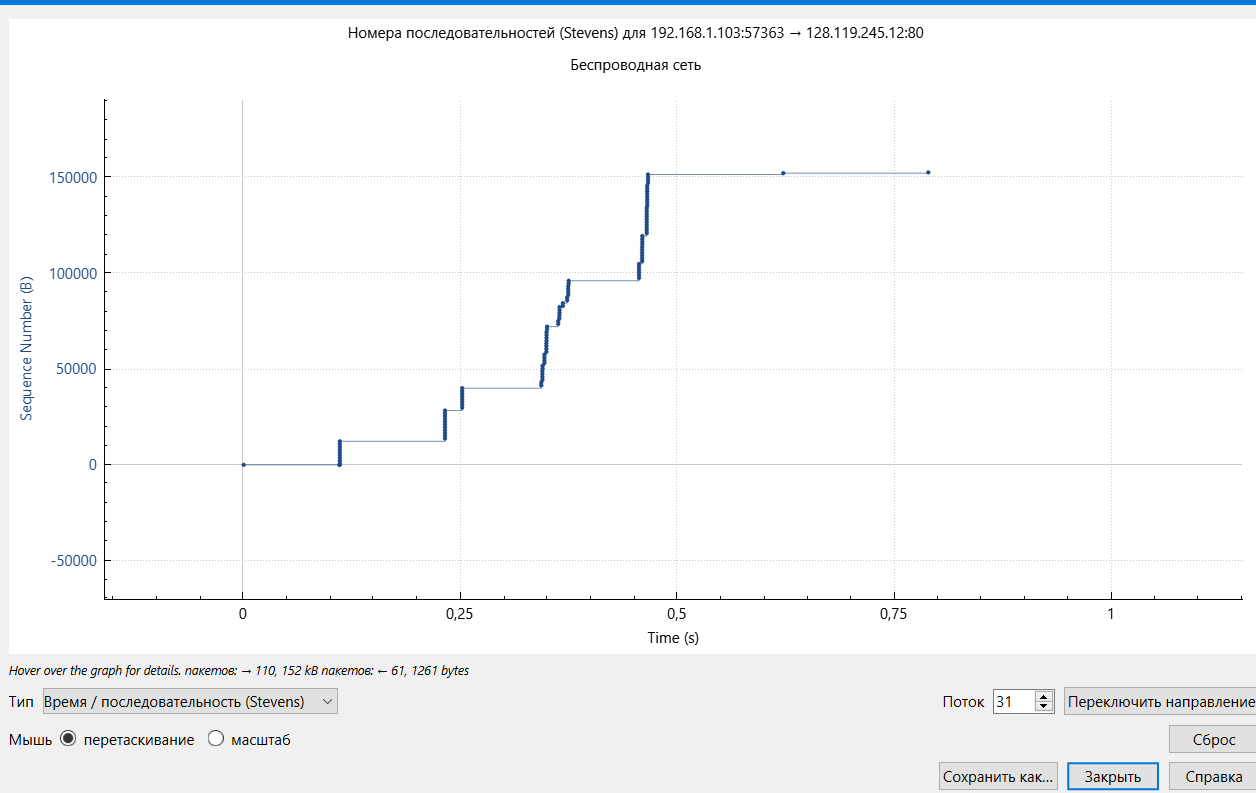 Номера последовательностей (Stevens) для 192.168.1.103:57363 → 128.119.245.12:80
Беспроводная сеть
Sequence Number (B)
150000
100000
50000
0
-50000
0 0,25 0,5 0,75 1
Time (s)
Hover over the graph for details. пакетов: → 110, 152 kB пакетов: ← 61, 1261 bytes
Тип Время / последовательность (Stevens) Поток 31 Переключить направление
Мышь перетаскивание масштаб Сброс
Сохранить как... Закрыть Справка